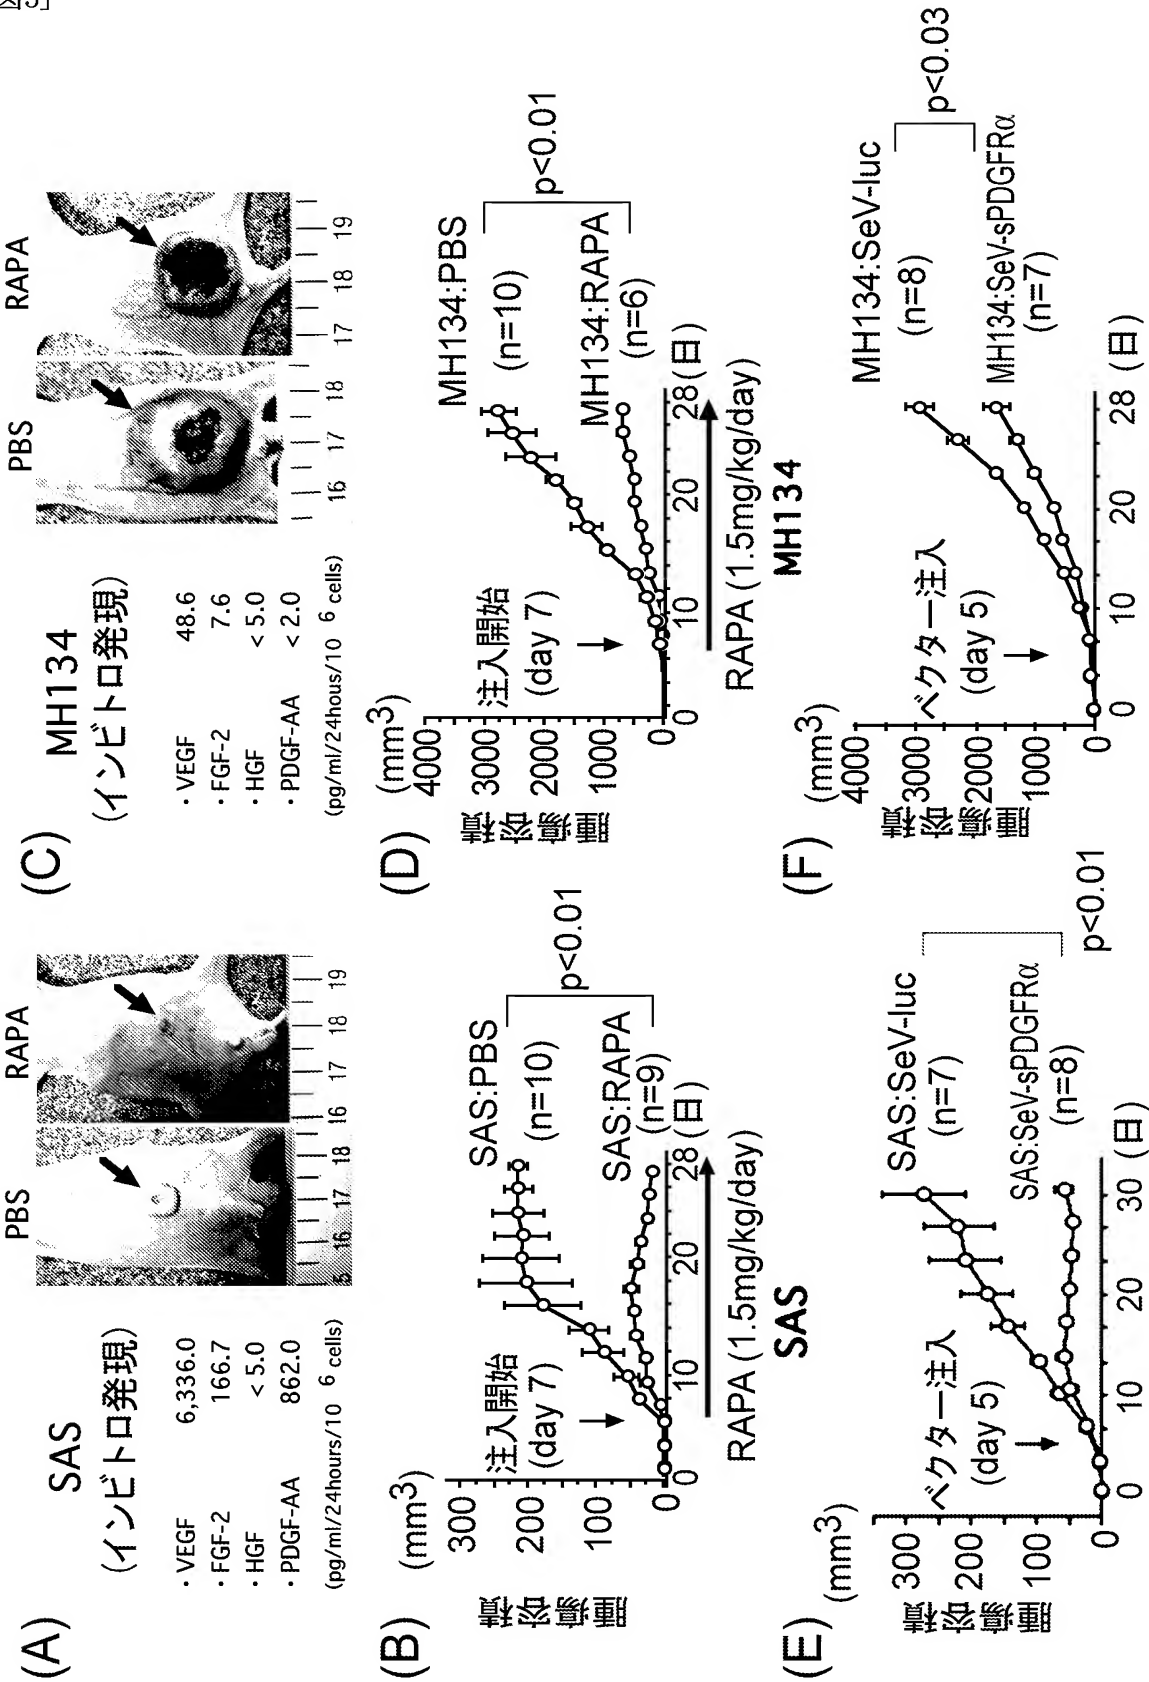 図3]
(A)
SAS
(インビトロ発現)
・VEGF 6,336.0
・FGF-2 166.7
・HGF < 5.0
・PDGF-AA 862.0
(pg/ml/24hours/10 6 cells)
PBS
RAPA
16 17 18
16 17 18 19
(C)
MH134
(インビトロ発現)
・VEGF 48.6
・FGF-2 7.6
・HGF < 5.0
・PDGF-AA < 2.0
(pg/ml/24hous/10 6 cells)
PBS
RAPA
16 17 18
17 18 19
(B)
腫瘍容積
(mm3)
300
200
100
0
注入開始
(day 7)
SAS:PBS
(n=10)
p<0.01
SAS:RAPA
(n=9)
0 10 20 28 (日)
RAPA (1.5mg/kg/day)
SAS
(D)
腫瘍容積
(mm3)
4000
3000
2000
1000
0
注入開始
(day 7)
MH134:PBS
(n=10)
p<0.01
MH134:RAPA
(n=6)
0 10 20 28 (日)
RAPA (1.5mg/kg/day)
MH134
(E)
腫瘍容積
(mm3)
300
200
100
0
ベクター注入
(day 5)
SAS:SeV-luc
(n=7)
SAS:SeV-sPDGFRα
(n=8)
p<0.01
0 10 20 30 (日)
(F)
腫瘍容積
(mm3)
4000
3000
2000
1000
0
ベクター注入
(day 5)
MH134:SeV-luc
(n=8)
p<0.03
MH134:SeV-sPDGFRα
(n=7)
0 10 20 28 (日)